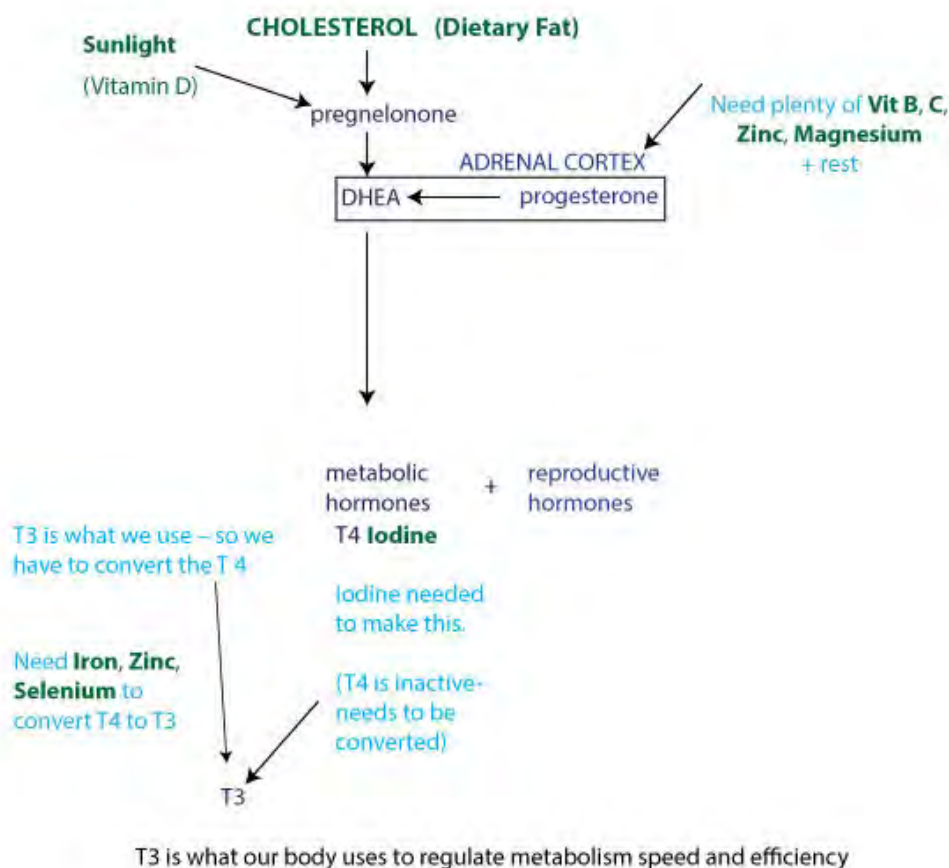 CHOLESTEROL (Dietary Fat)
Sunlight
(Vitamin D)
pregnelonone
Need plenty of Vit B, C,
Zinc, Magnesium
+ rest
ADRENAL CORTEX
DHEA
progesterone
metabolic
hormones
+
reproductive
hormones
T4 Iodine
T3 is what we use – so we
have to convert the T 4
Iodine needed
to make this.
Need Iron, Zinc,
Selenium to
convert T4 to T3
(T4 is inactive-
needs to be
converted)
T3
T3 is what our body uses to regulate metabolism speed and efficiency